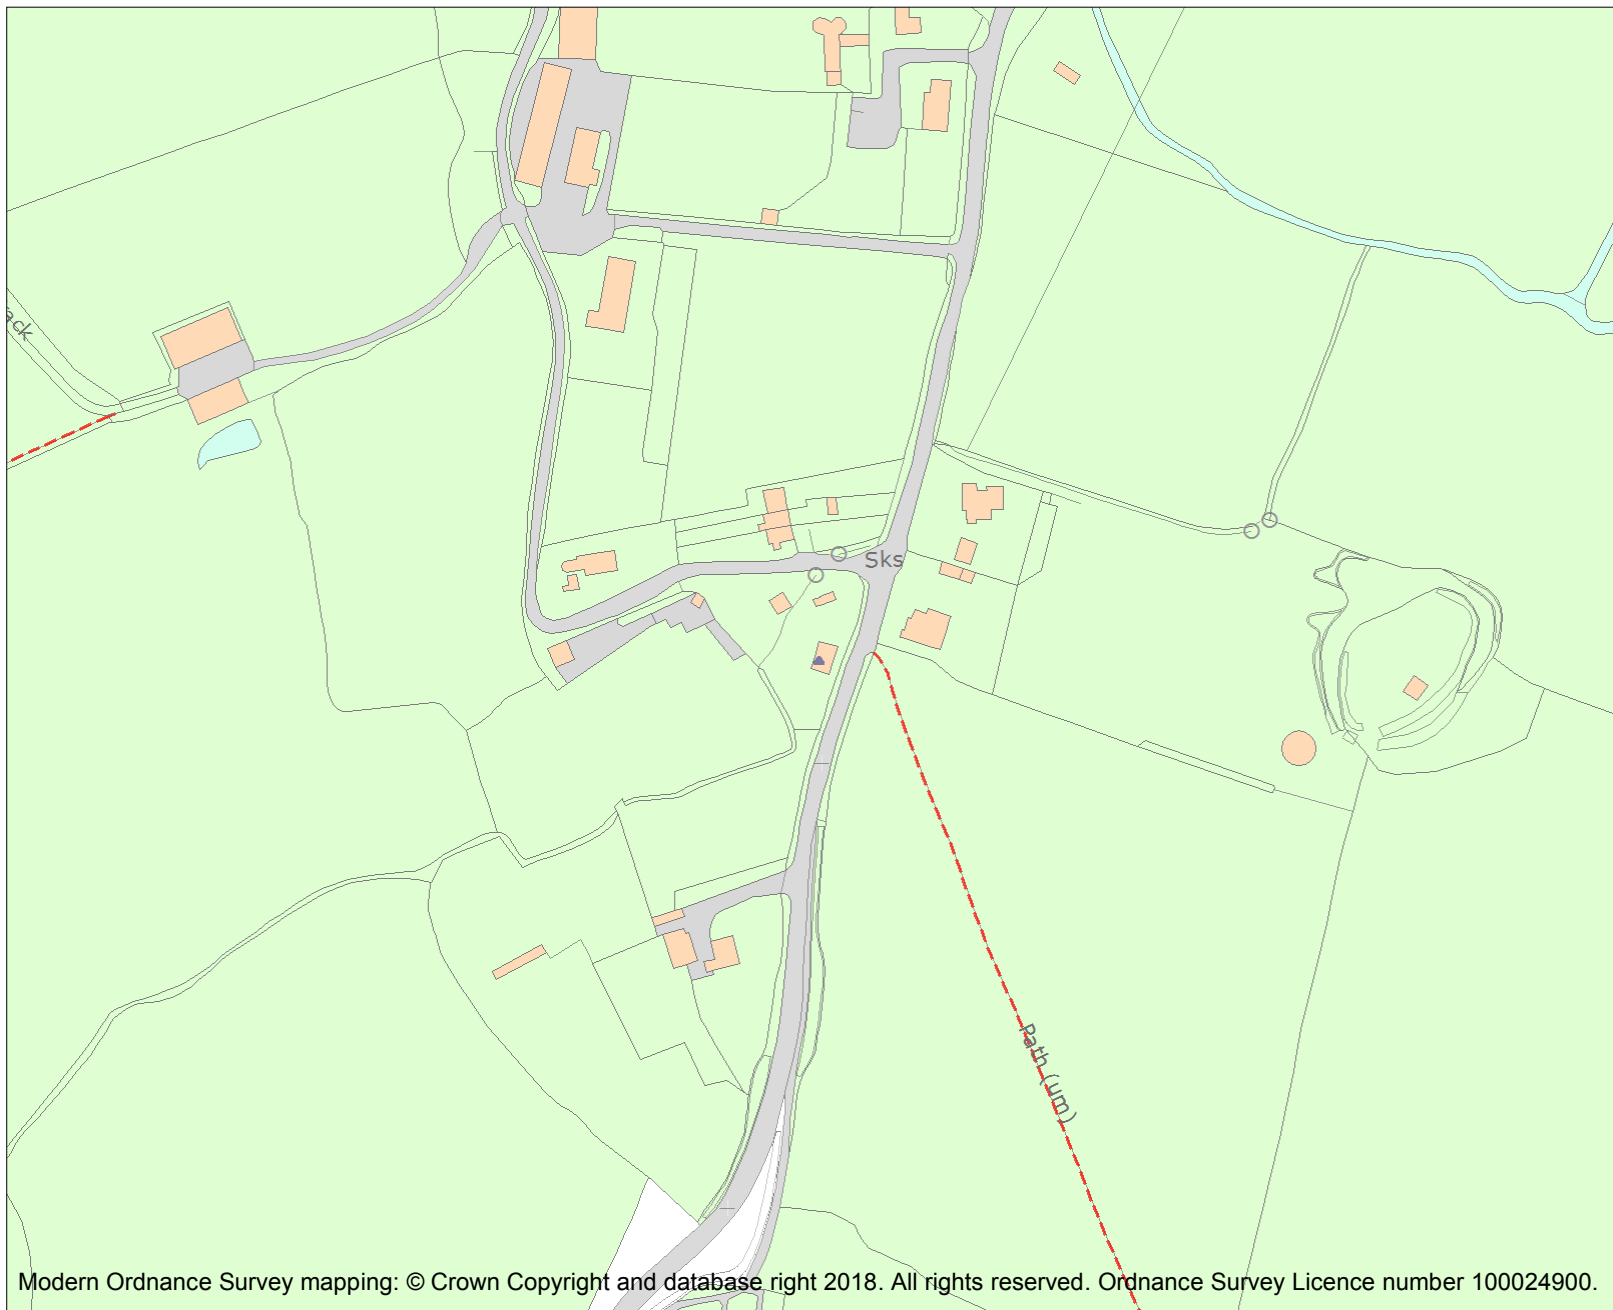 ack
Sks
Path (um)
Modern Ordnance Survey mapping: © Crown Copyright and database right 2018. All rights reserved. Ordnance Survey Licence number 100024900.